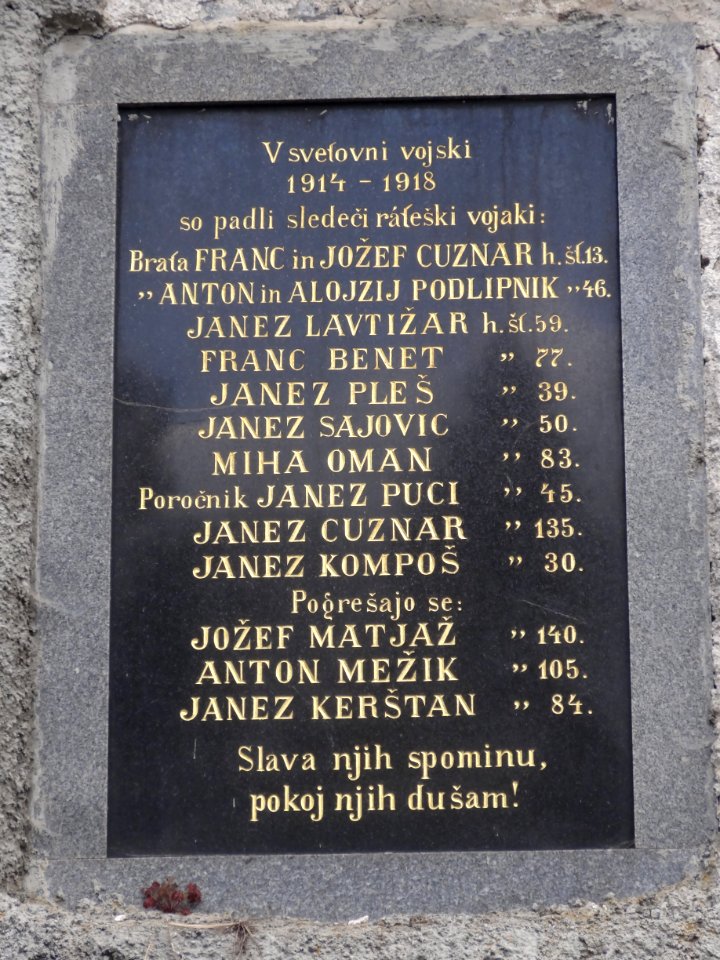 V svetovni vojski
1914 - 1918
so padli sledeči ráteški vojaki:
Brata FRANC in JOŽEF CUZNAR h. št. 13.
„ ANTON in ALOJZIJ PODLIPNIK „ 46.
JANEZ LAVTIŽAR h. št. 59.
FRANC BENET „ 77.
JANEZ PLEŠ „ 39.
JANEZ SAJOVIC „ 50.
MIHA OMAN „ 83.
Poročnik JANEZ PUCI „ 45.
JANEZ CUZNAR „ 135.
JANEZ KOMPOŠ „ 30.
Pogrešajo se:
JOŽEF MATJAŽ „ 140.
ANTON MEŽIK „ 105.
JANEZ KERŠTAN „ 84.
Slava njih spominu,
pokoj njih dušam!